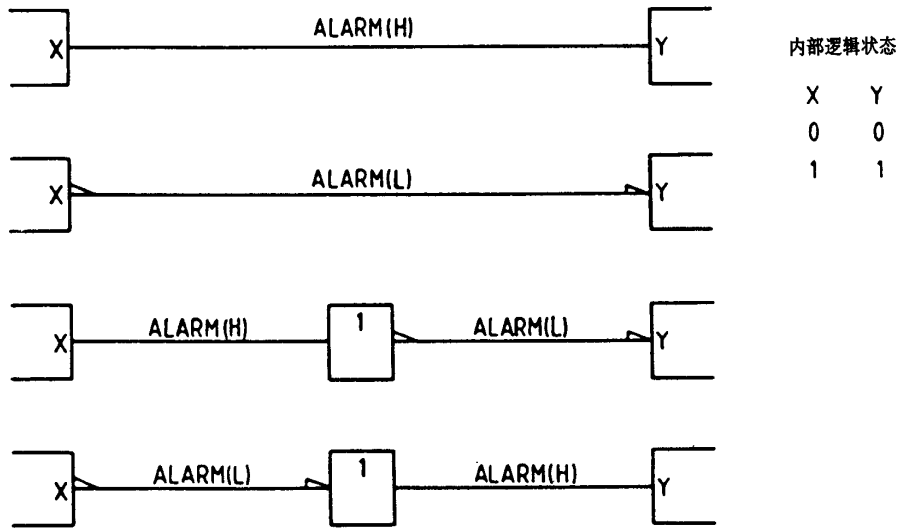 X ALARM(H) Y
内部逻辑状态
X Y
0 0
1 1
X ALARM(L) Y
X ALARM(H) 1 ALARM(L) Y
X ALARM(L) 1 ALARM(H) Y